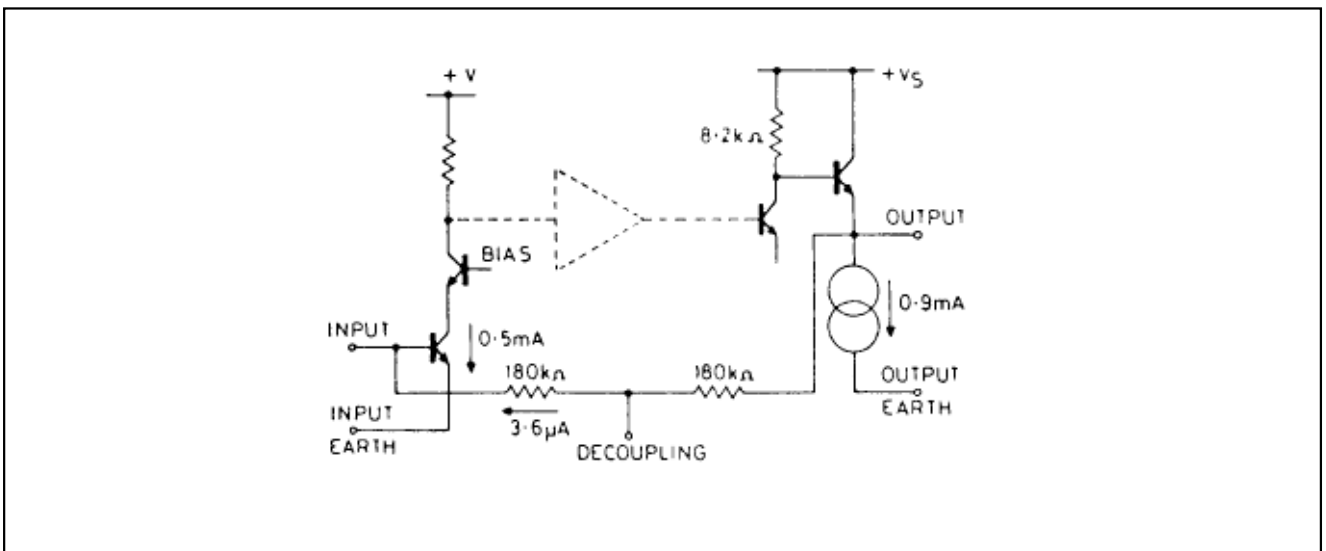 + V
+ VS
8·2kΩ
OUTPUT
BIAS
0·9mA
INPUT
0·5mA
180kΩ
180kΩ
OUTPUT
EARTH
INPUT
EARTH
3·6µA
DECOUPLING